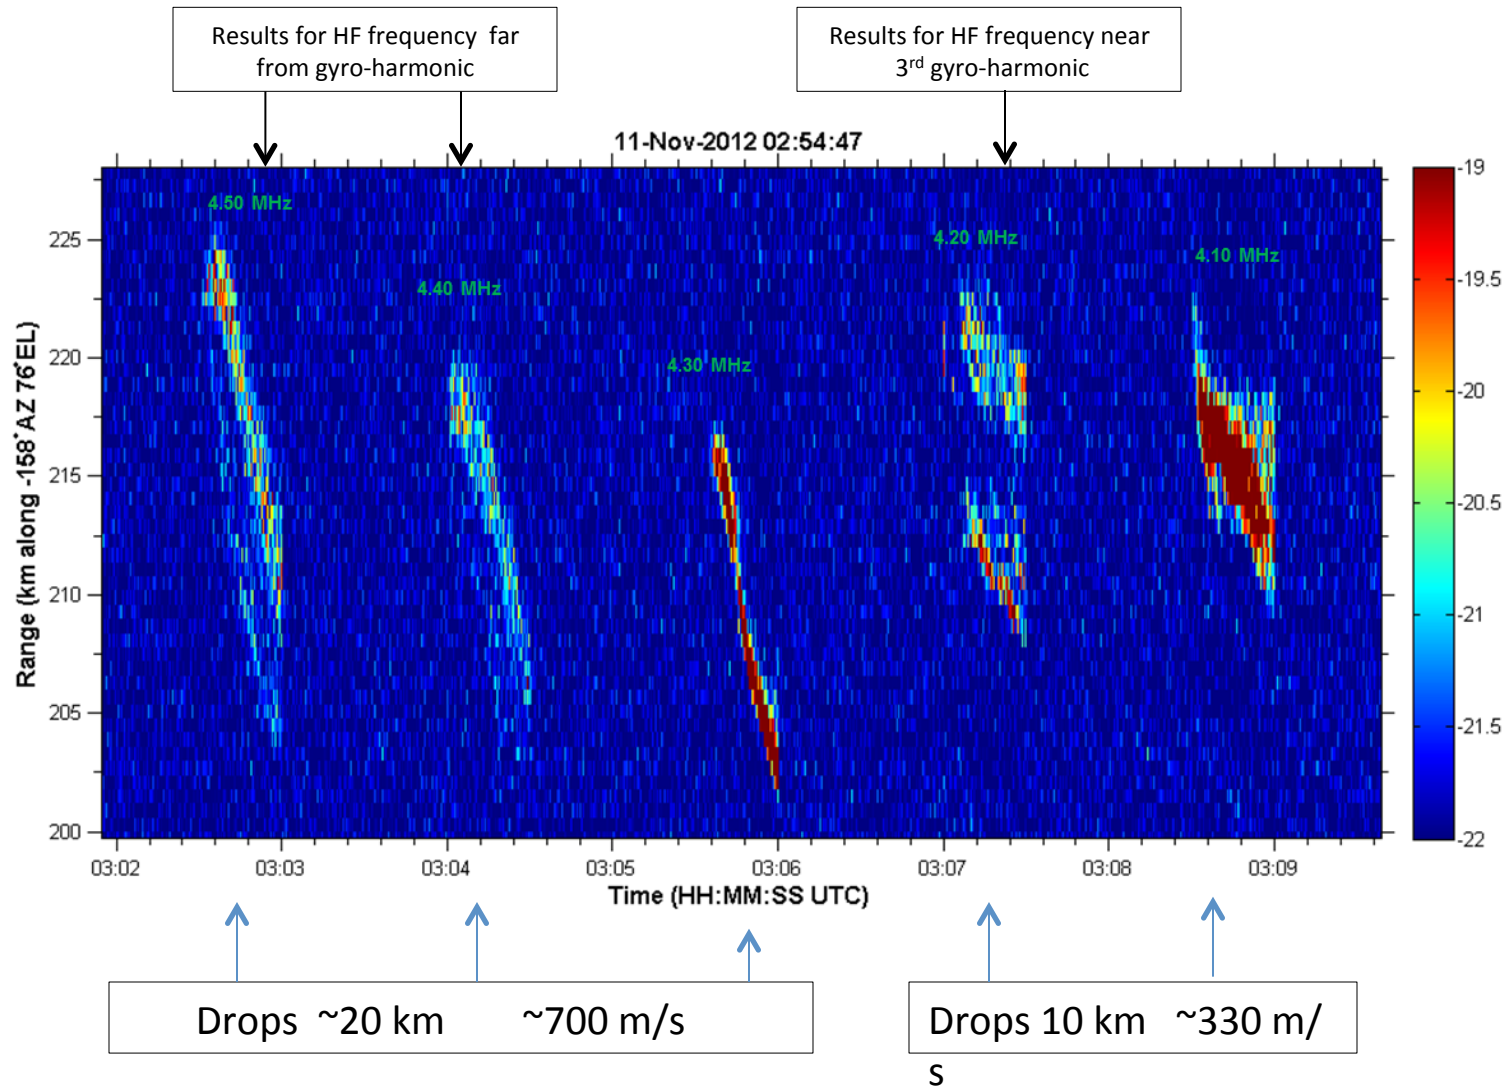 Results for HF frequency far
from gyro-harmonic
Results for HF frequency near
3rd gyro-harmonic
11-Nov-2012 02:54:47
4.50 MHz
4.40 MHz
4.30 MHz
4.20 MHz
4.10 MHz
Range (km along -158°AZ 76°EL)
225
220
215
210
205
200
03:02 03:03 03:04 03:05 03:06 03:07 03:08 03:09
Time (HH:MM:SS UTC)
-19
-19.5
-20
-20.5
-21
-21.5
-22
Drops ~20 km ~700 m/s
Drops 10 km ~330 m/
s